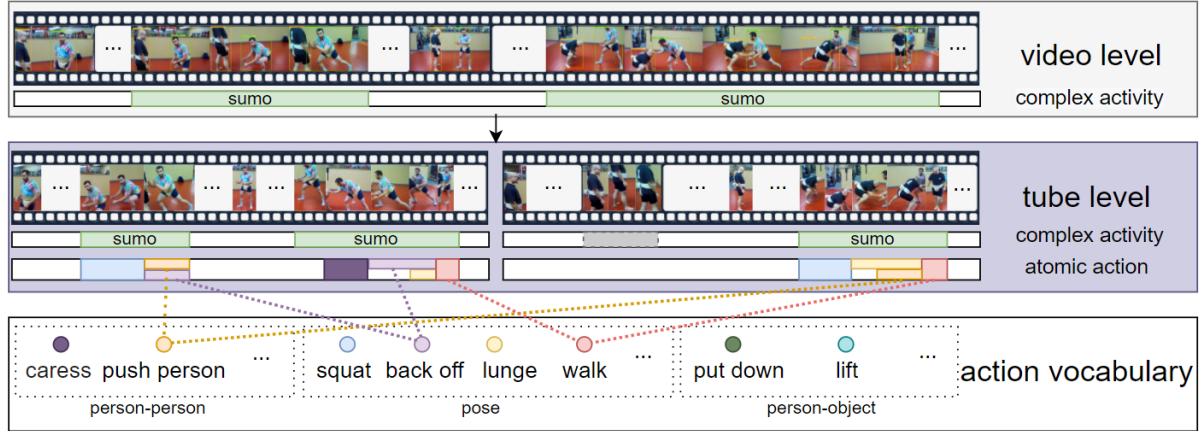 ... ... ... ...
video level
sumo sumo
complex activity
... ... ... ... ... ... ... ...
tube level
sumo sumo sumo
complex activity
atomic action
caress push person ... squat back off lunge walk ... put down lift ...
action vocabulary
person-person pose person-object